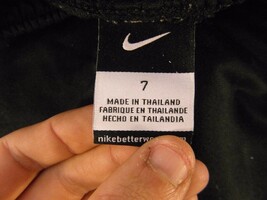 7
MADE IN THAILAND
FABRIQUE EN THAILANDE
HECHO EN TAILANDIA